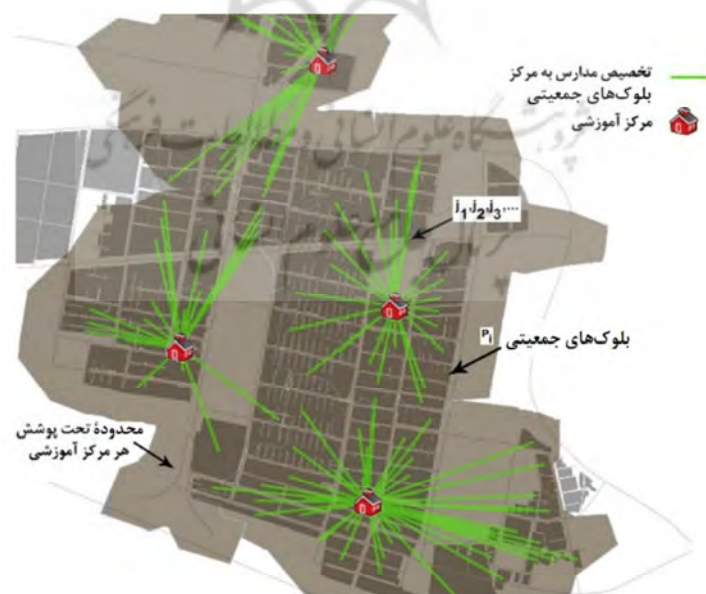 تخصیص مدارس به مرکز
بلوک‌های جمعیتی
مرکز آموزشی
j1,j2,j3,...
بلوک‌های جمعیتی Pi
محدودهٔ تحت پوشش
هر مرکز آموزشی